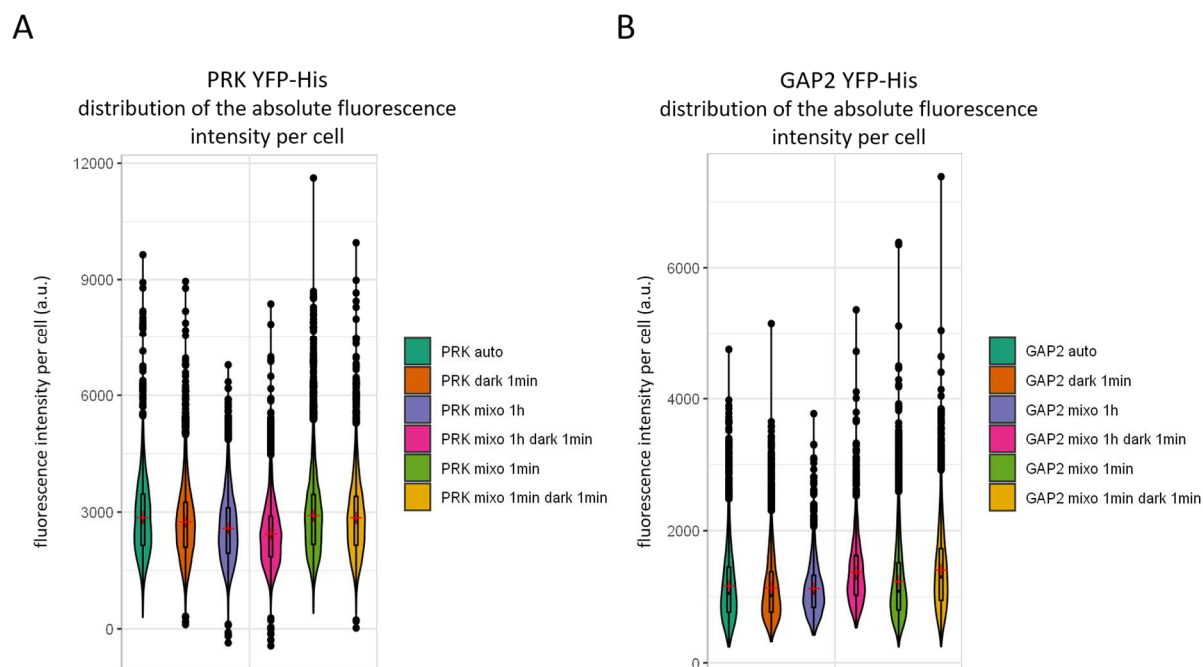 A
PRK YFP-His
distribution of the absolute fluorescence
intensity per cell
fluorescence intensity per cell (a.u.)
12000
9000
6000
3000
0
PRK auto
PRK dark 1min
PRK mixo 1h
PRK mixo 1h dark 1min
PRK mixo 1min
PRK mixo 1min dark 1min
B
GAP2 YFP-His
distribution of the absolute fluorescence
intensity per cell
fluorescence intensity per cell (a.u.)
6000
4000
2000
0
GAP2 auto
GAP2 dark 1min
GAP2 mixo 1h
GAP2 mixo 1h dark 1min
GAP2 mixo 1min
GAP2 mixo 1min dark 1min